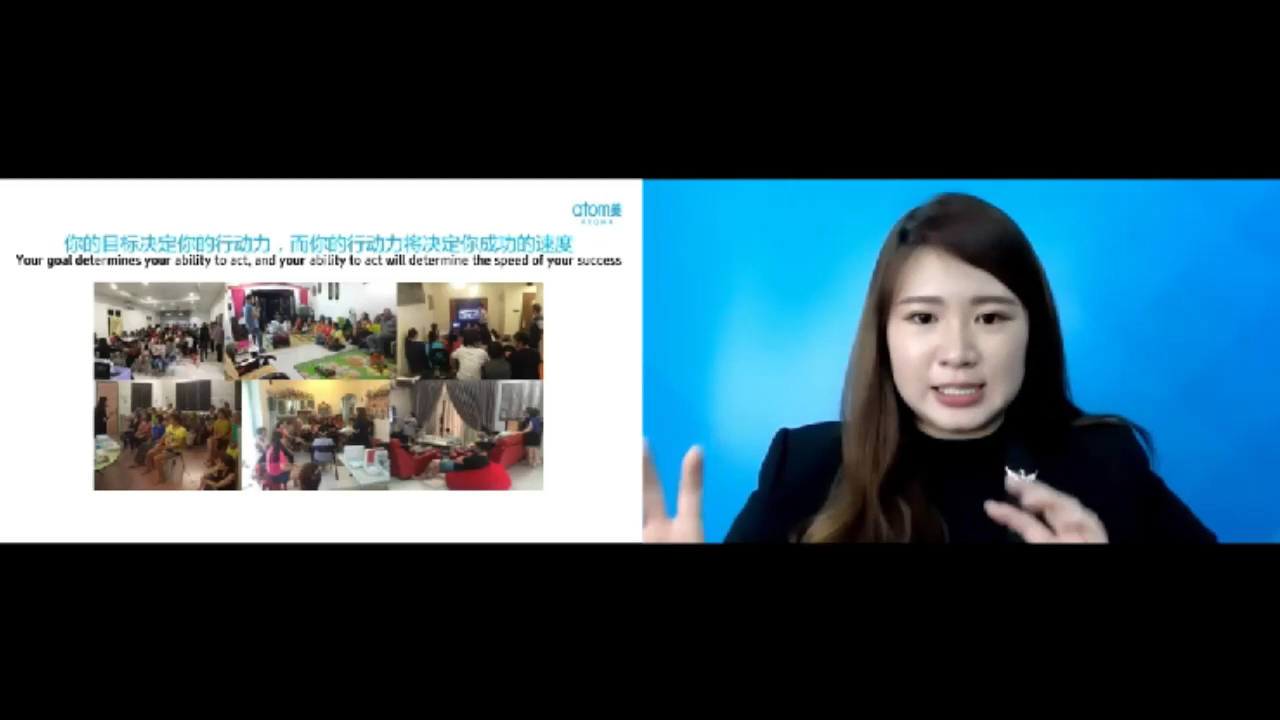 atom美
ATOMY
你的目标决定你的行动力，而你的行动力将决定你成功的速度
Your goal determines your ability to act, and your ability to act will determine the speed of your success